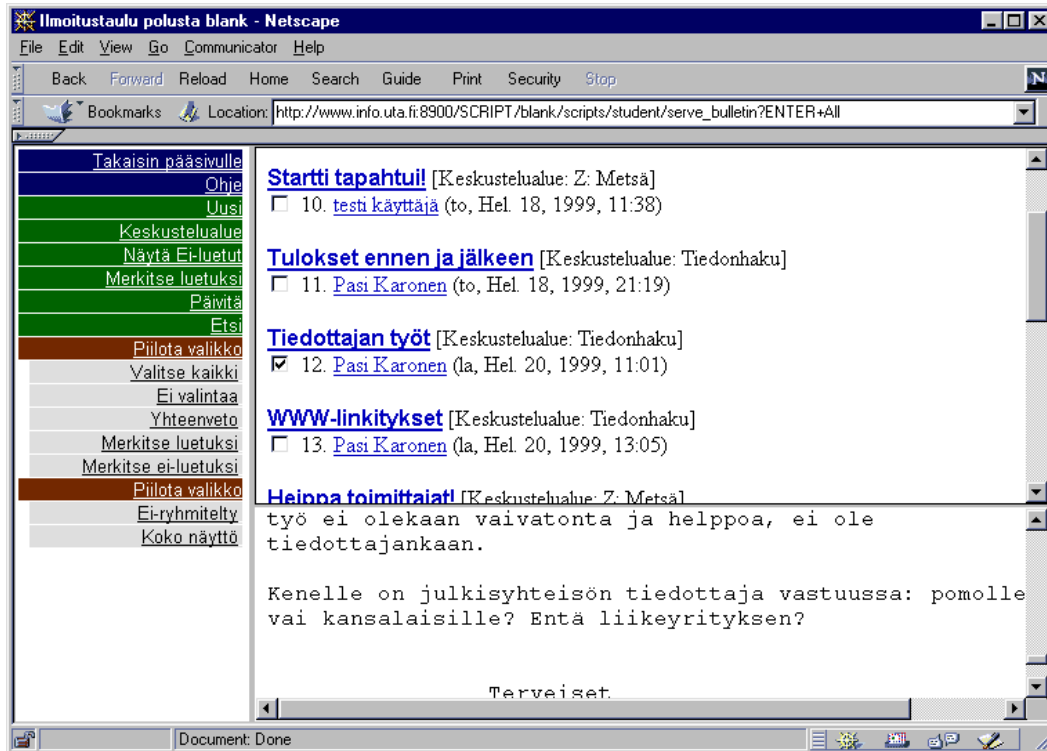 Ilmoitustaulu polusta blank - Netscape
File Edit View Go Communicator Help
Back Forward Reload Home Search Guide Print Security Stop
N
Bookmarks Location: http://www.info.uta.fi:8900/SCRIPT/blank/scripts/student/serve_bulletin?ENTER+All
Takaisin pääsivulle
Ohje
Uusi
Keskustelualue
Näytä Ei-luetut
Merkitse luetuksi
Päivitä
Etsi
Piilota valikko
Valitse kaikki
Ei valintaa
Yhteenveto
Merkitse luetuksi
Merkitse ei-luetuksi
Piilota valikko
Ei-ryhmitelty
Koko näyttö
Startti tapahtui! [Keskustelualue: Z: Metsä]
10. testi käyttäjä (to, Hel. 18, 1999, 11:38)
Tulokset ennen ja jälkeen [Keskustelualue: Tiedonhaku]
11. Pasi Karonen (to, Hel. 18, 1999, 21:19)
Tiedottajan työt [Keskustelualue: Tiedonhaku]
12. Pasi Karonen (la, Hel. 20, 1999, 11:01)
WWW-linkitykset [Keskustelualue: Tiedonhaku]
13. Pasi Karonen (la, Hel. 20, 1999, 13:05)
Heippa toimittajat! [Keskustelualue: Z: Metsä]
työ ei olekaan vaivatonta ja helppoa, ei ole
tiedottajankaan.
Kenelle on julkisyhteisön tiedottaja vastuussa: pomolle
vai kansalaisille? Entä liikeyrityksen?
Terveiset
Document: Done